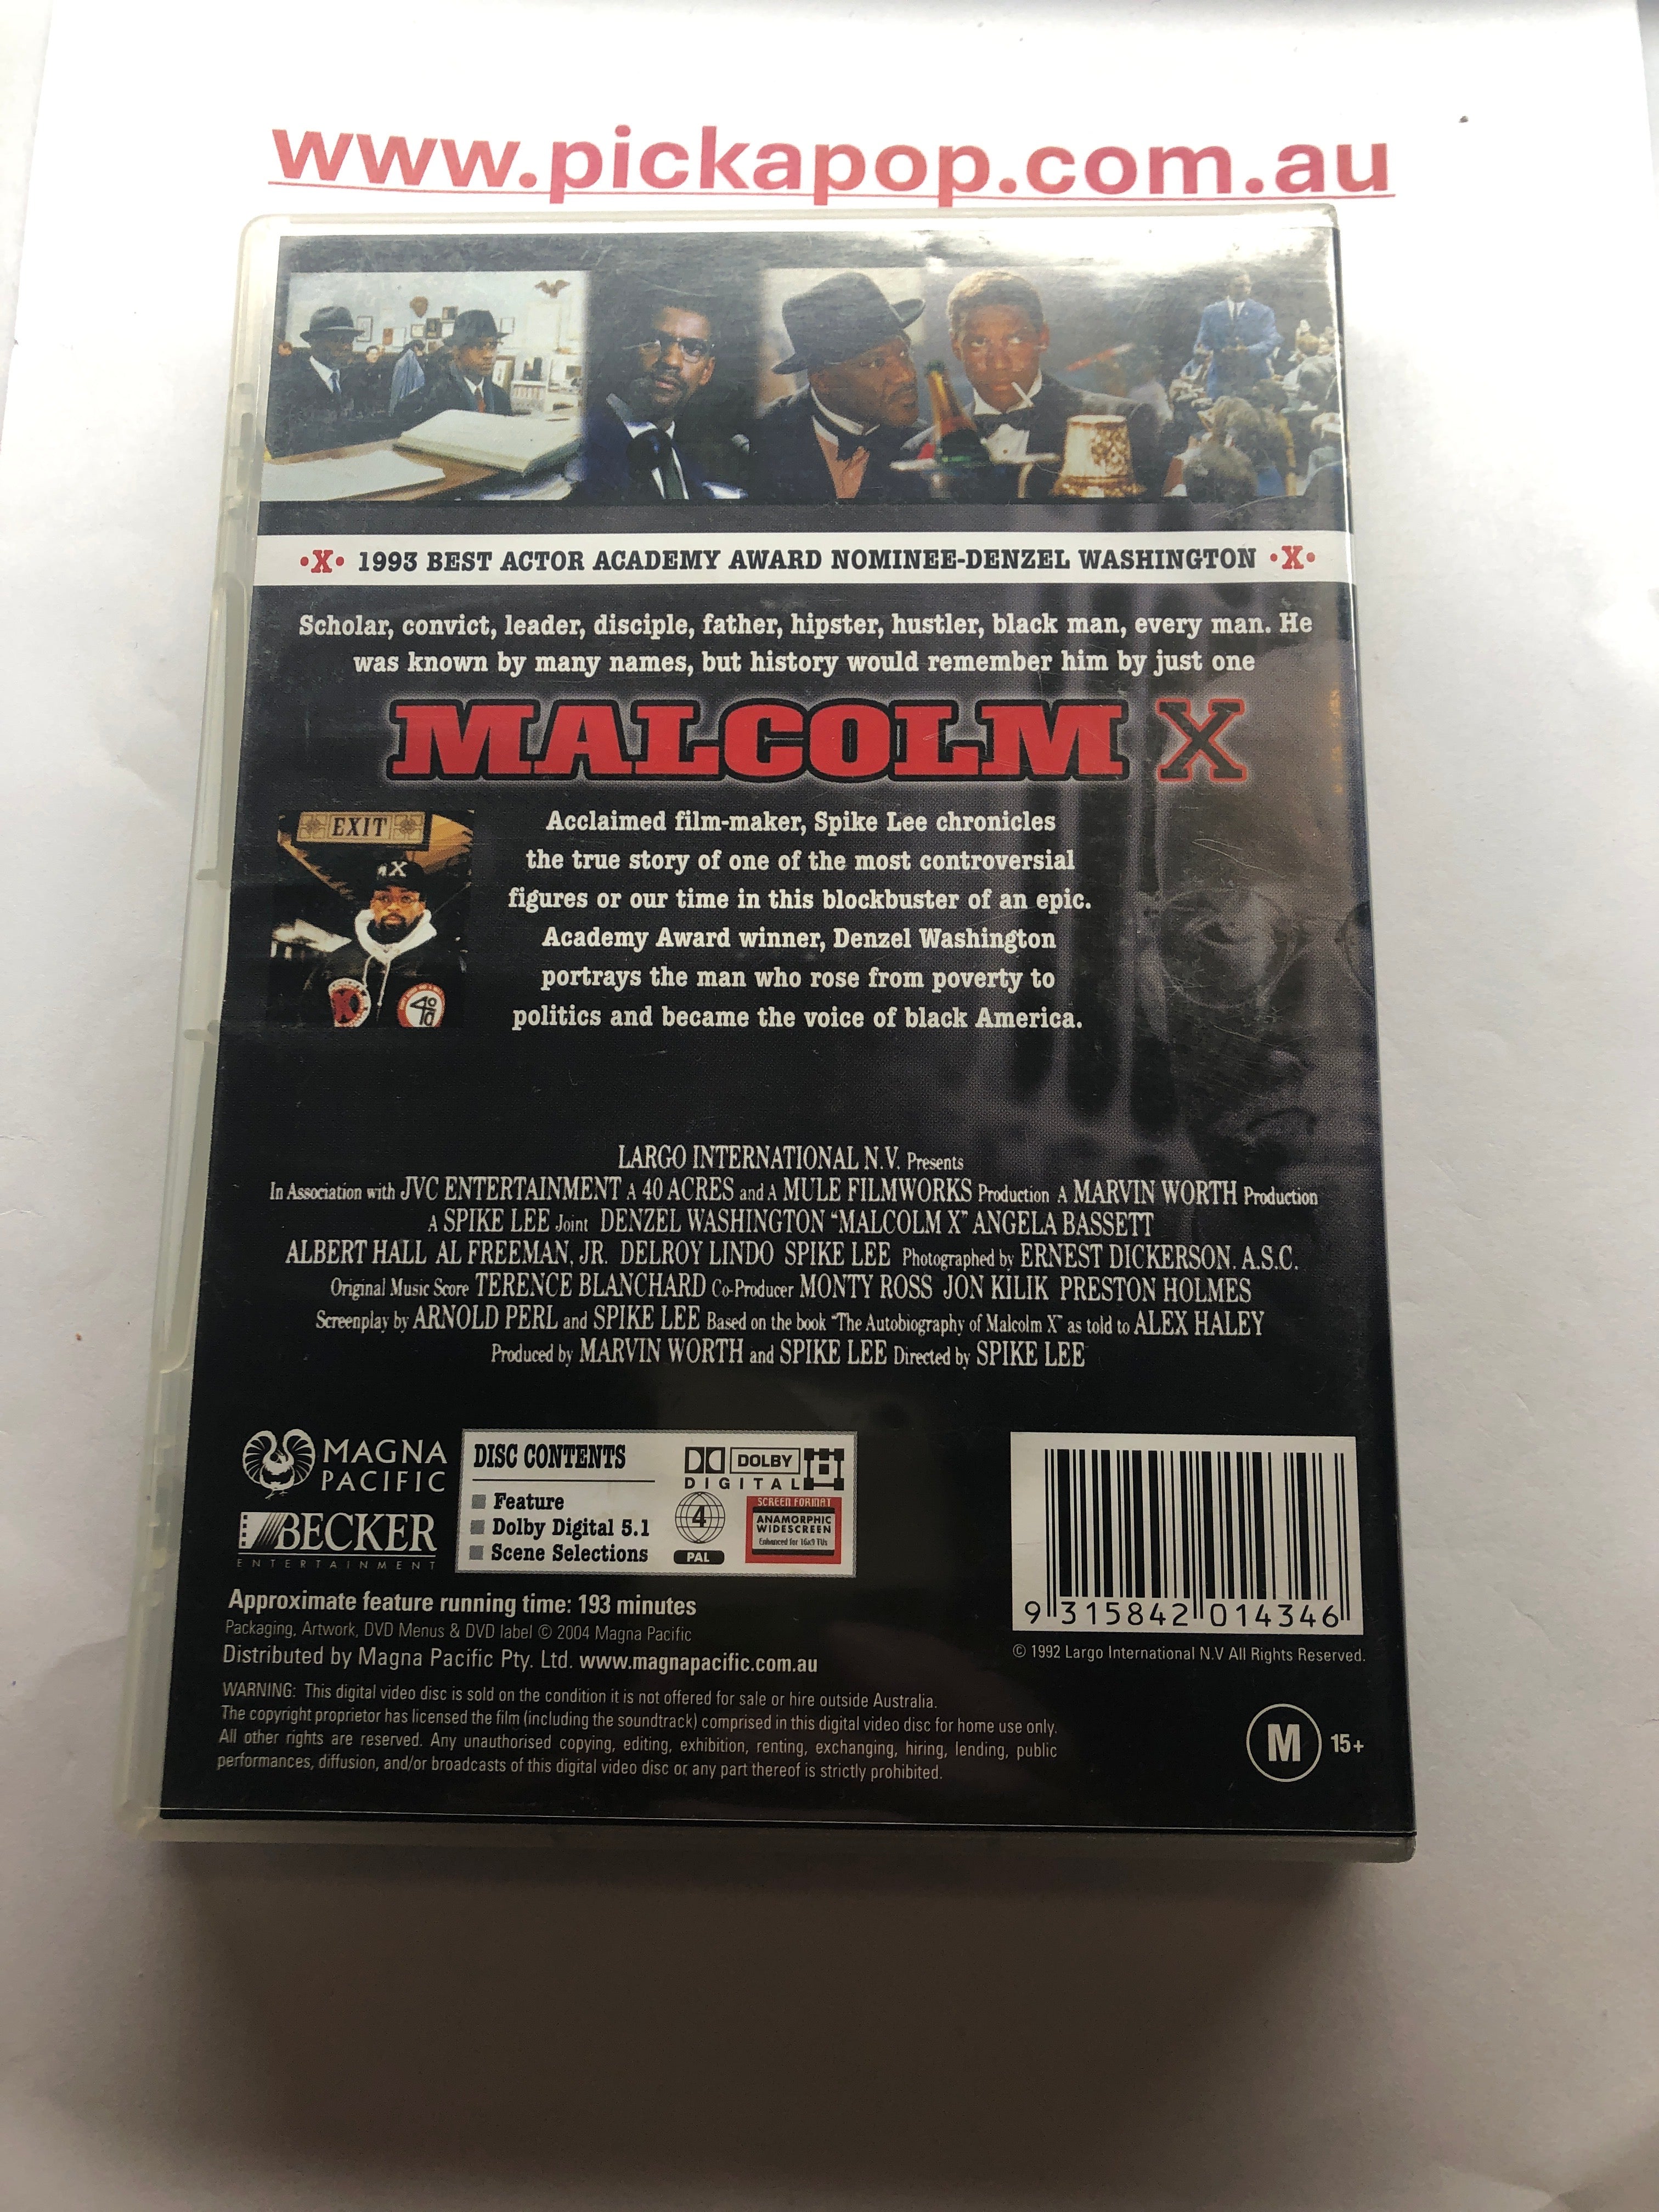 www.pickapop.com.au
•X• 1993 BEST ACTOR ACADEMY AWARD NOMINEE-DENZEL WASHINGTON •X•
Scholar, convict, leader, disciple, father, hipster, hustler, black man, every man. He
was known by many names, but history would remember him by just one
MALCOLM X
EXIT
X
Acclaimed film-maker, Spike Lee chronicles
the true story of one of the most controversial
figures or our time in this blockbuster of an epic.
Academy Award winner, Denzel Washington
portrays the man who rose from poverty to
politics and became the voice of black America.
X
40
LARGO INTERNATIONAL N.V. Presents
In Association with JVC ENTERTAINMENT A 40 ACRES and A MULE FILMWORKS Production A MARVIN WORTH Production
A SPIKE LEE Joint DENZEL WASHINGTON "MALCOLM X" ANGELA BASSETT
ALBERT HALL AL FREEMAN, JR. DELROY LINDO SPIKE LEE Photographed by ERNEST DICKERSON. A.S.C.
Original Music Score TERENCE BLANCHARD Co-Producer MONTY ROSS JON KILIK PRESTON HOLMES
Screenplay by ARNOLD PERL and SPIKE LEE Based on the book "The Autobiography of Malcolm X" as told to ALEX HALEY
Produced by MARVIN WORTH and SPIKE LEE Directed by SPIKE LEE
MAGNA
PACIFIC
BECKER
ENTERTAINMENT
DISC CONTENTS
Feature
Dolby Digital 5.1
Scene Selections
DOLBY
DIGITAL
4
PAL
SCREEN FORMAT
ANAMORPHIC
WIDESCREEN
Enhanced for 16x9 TVs
9 315842 014346
Approximate feature running time: 193 minutes
Packaging, Artwork, DVD Menus & DVD label © 2004 Magna Pacific
Distributed by Magna Pacific Pty. Ltd. www.magnapacific.com.au
© 1992 Largo International N.V All Rights Reserved.
WARNING: This digital video disc is sold on the condition it is not offered for sale or hire outside Australia.
The copyright proprietor has licensed the film (including the soundtrack) comprised in this digital video disc for home use only.
All other rights are reserved. Any unauthorised copying, editing, exhibition, renting, exchanging, hiring, lending, public
performances, diffusion, and/or broadcasts of this digital video disc or any part thereof is strictly prohibited.
M 15+